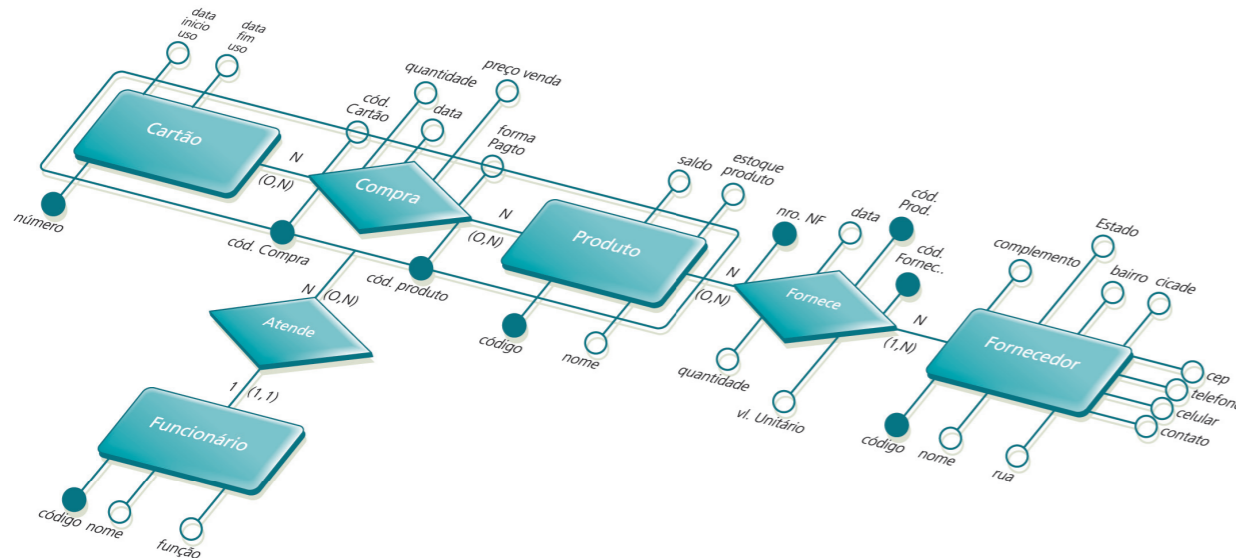 data
inicio
uso
data
fim
uso
quantidade
preço venda
cód.
Cartão
data
forma
Pagto
Cartão
N
(O,N)
Compra
N
(O,N)
número
cód. Compra
cód. produto
saldo
estoque
produto
Produto
código
nome
N
(O,N)
nro. NF
data
cód.
Prod.
cód.
Fornec..
Fornece
N
(1,N)
quantidade
vl. Unitário
complemento
Estado
bairro cicade
Fornecedor
cep
telefone
celular
contato
código
nome
rua
N
(O,N)
Atende
1
(1,1)
Funcionário
código nome
função